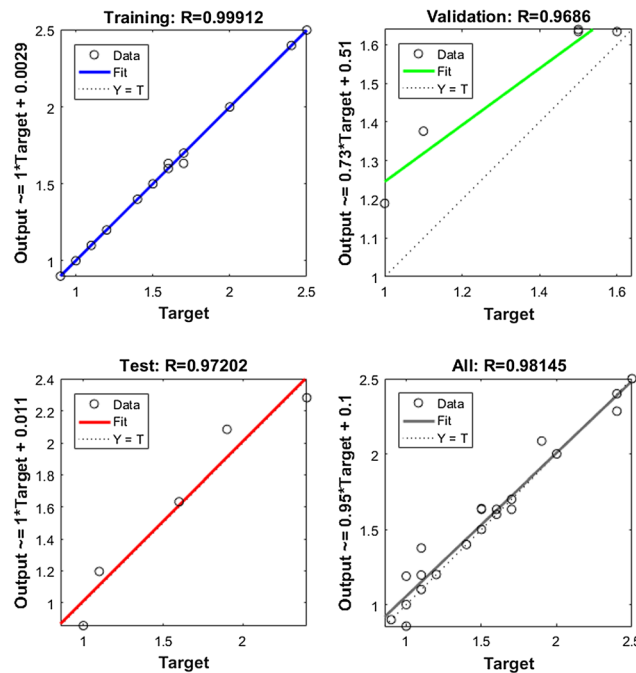 Training: R=0.99912
Output ~= 1*Target + 0.0029
2.5
2
1.5
1
Data
Fit
Y = T
1
1.5
2
2.5
Target
Validation: R=0.9686
Output ~= 0.73*Target + 0.51
1.6
1.5
1.4
1.3
1.2
1.1
1
Data
Fit
Y = T
1
1.2
1.4
1.6
Target
Test: R=0.97202
Output ~= 1*Target + 0.011
2.4
2.2
2
1.8
1.6
1.4
1.2
1
Data
Fit
Y = T
1
1.5
2
Target
All: R=0.98145
Output ~= 0.95*Target + 0.1
2.5
2
1.5
1
Data
Fit
Y = T
1
1.5
2
2.5
Target